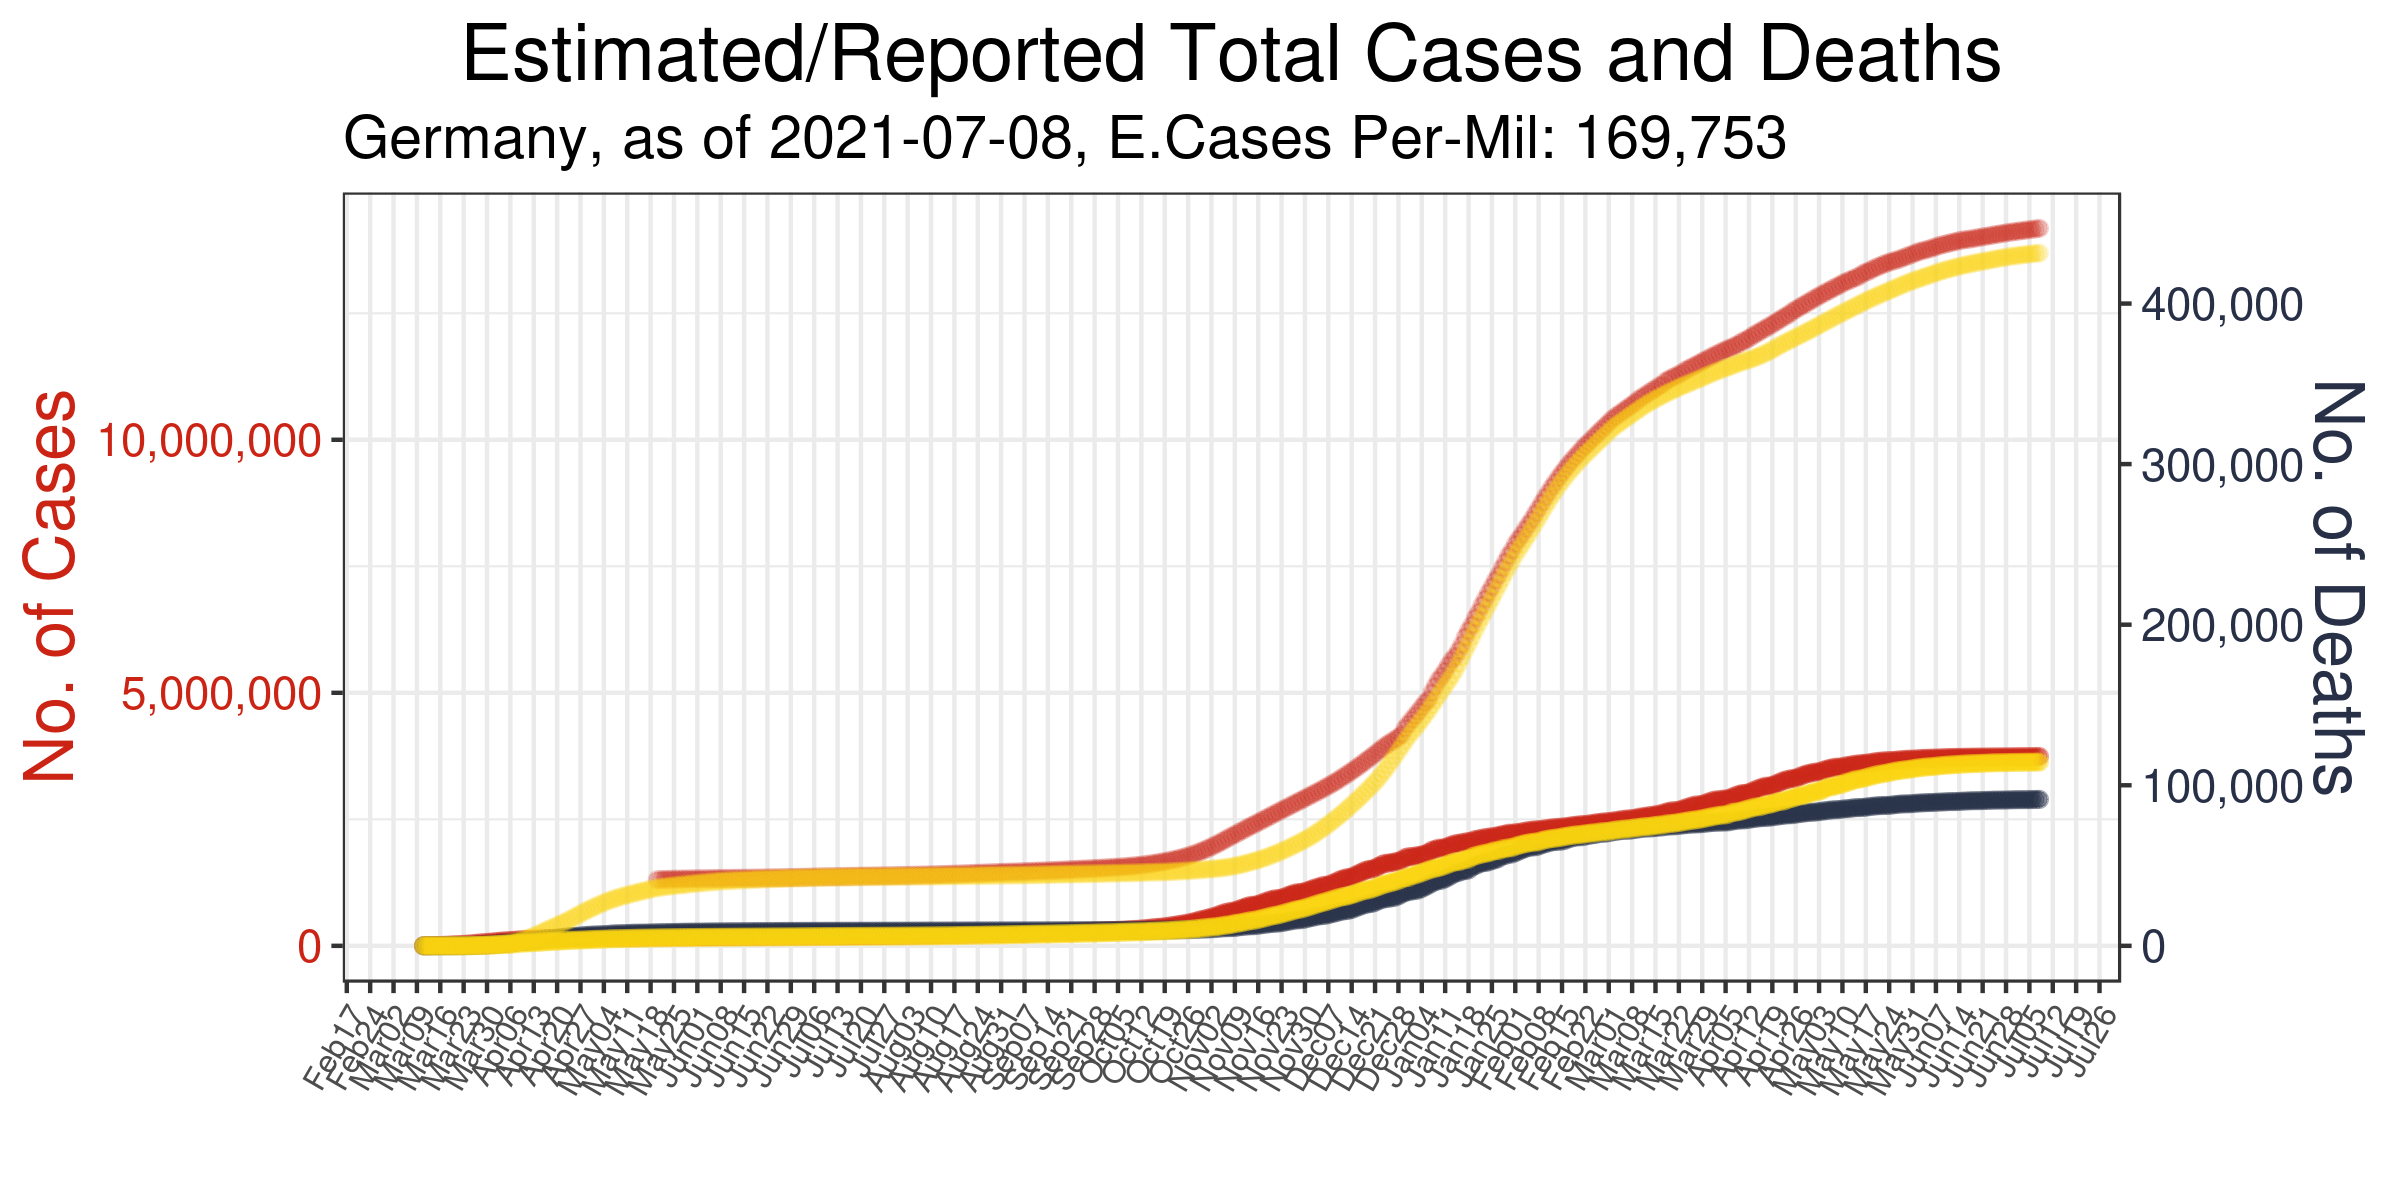 Estimated/Reported Total Cases and Deaths
Germany, as of 2021-07-08, E.Cases Per-Mil: 169,753
No. of Cases
10,000,000
5,000,000
0
400,000
300,000
200,000
100,000
0
No. of Deaths
Feb17
Feb24
Mar02
Mar09
Mar16
Mar23
Mar30
Apr06
Apr13
Apr20
Apr27
May04
May11
May18
May25
Jun01
Jun08
Jun15
Jun22
Jun29
Jul06
Jul13
Jul20
Jul27
Aug03
Aug10
Aug17
Aug24
Aug31
Sep07
Sep14
Sep21
Sep28
Oct05
Oct12
Oct19
Oct26
Nov02
Nov09
Nov16
Nov23
Nov30
Dec07
Dec14
Dec21
Dec28
Jan04
Jan11
Jan18
Jan25
Feb01
Feb08
Feb15
Feb22
Mar01
Mar08
Mar15
Mar22
Mar29
Apr05
Apr12
Apr19
Apr26
May03
May10
May17
May24
May31
Jun07
Jun14
Jun21
Jun28
Jul05
Jul12
Jul19
Jul26